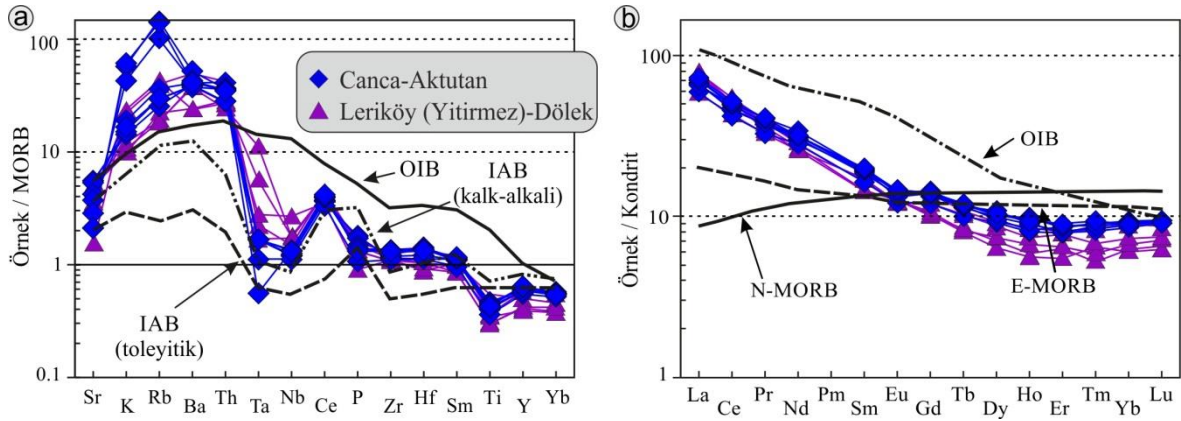 a
Örnek / MORB
100
10
1
0.1
Canca-Aktutan
Leriköy (Yitirmez)-Dölek
OIB
IAB
(kalk-alkali)
IAB
(toleyitik)
Sr K Rb Ba Th Ta Nb Ce P Zr Hf Sm Ti Y Yb
b
Örnek / Kondrit
100
10
1
OIB
N-MORB
E-MORB
La Ce Pr Nd Pm Sm Eu Gd Tb Dy Ho Er Tm Yb Lu